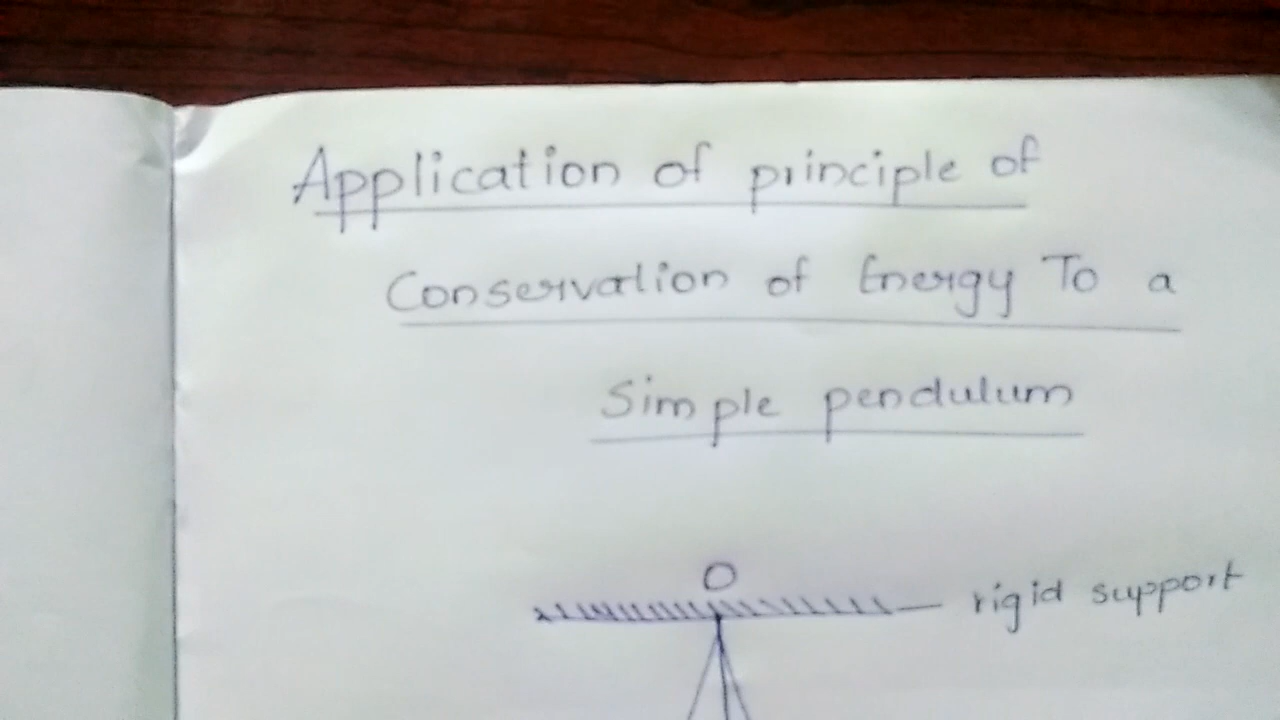 Application of principle of
Conservation of Energy To a
Simple pendulum
O
rigid support